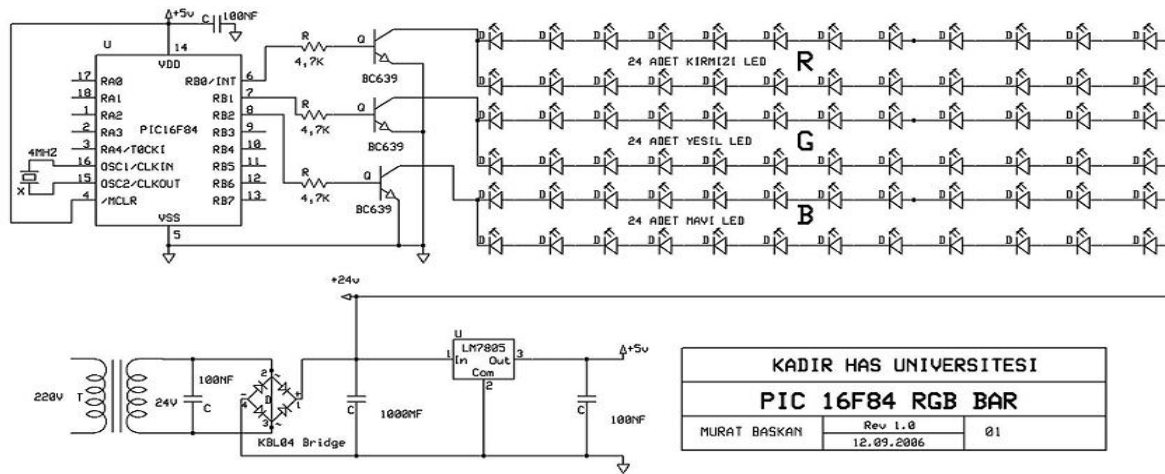 +5v
C
100NF
U
14
VDD
17 RA0
18 RA1
1 RA2
2 RA3
3 RA4/T0CKI
16 OSC1/CLKIN
15 OSC2/CLKOUT
4 /MCLR
PIC16F84
RB0/INT 6
RB1 7
RB2 8
RB3 9
RB4 10
RB5 11
RB6 12
RB7 13
VSS
5
4MHZ
X
R
4,7K
Q
BC639
R
4,7K
Q
BC639
R
4,7K
Q
BC639
D D D D D D D D D D D D
24 ADET KIRMIZI LED
R
D D D D D D D D D D D D
D D D D D D D D D D D D
24 ADET YESIL LED
G
D D D D D D D D D D D D
D D D D D D D D D D D D
24 ADET MAVI LED
B
D D D D D D D D D D D D
+24v
220V
T
24V
100NF
C
2 ~
4 -
D
+ 1
3 ~
KBL04 Bridge
C
1000MF
U
LM7805
1 In Out 3
Com
2
+5v
C
100NF
KADIR HAS UNIVERSITESI
PIC 16F84 RGB BAR
MURAT BASKAN
Rev 1.0
12.09.2006
01